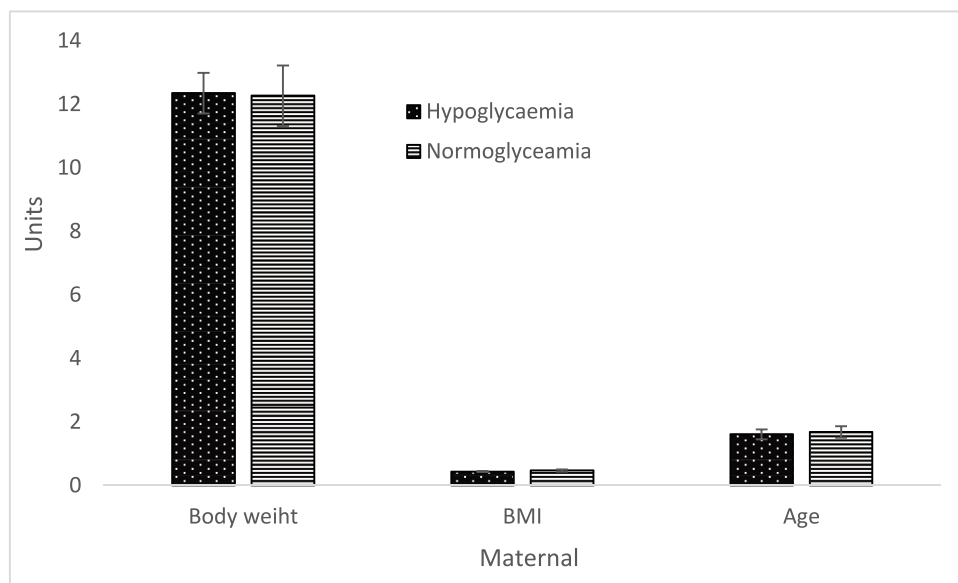 14
12
10
8
6
4
2
0
Units
Hypoglycaemia
Normoglyceamia
Body weiht
BMI
Age
Maternal